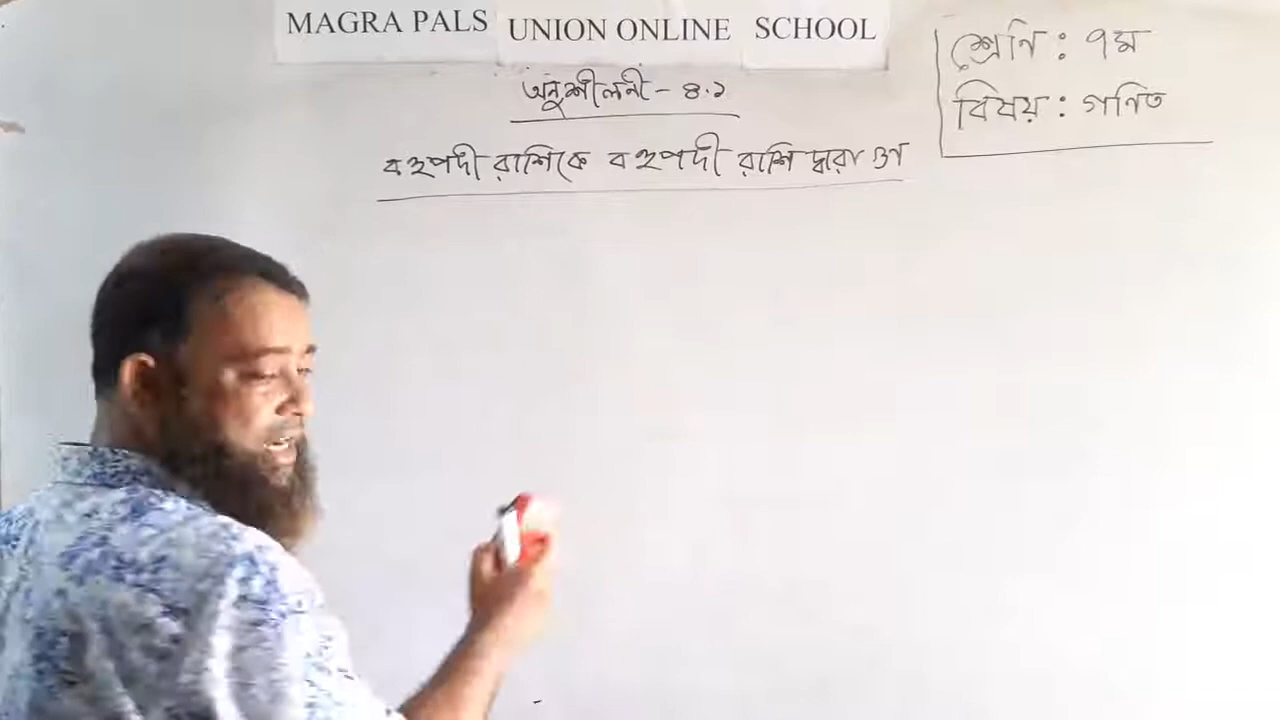 MAGRA PALS UNION ONLINE SCHOOL
শ্রেণি : ৭ম
বিষয় : গণিত
অনুশীলনী - ৪.১
বহুপদী রাশিকে বহুপদী রাশি দ্বারা গুণ